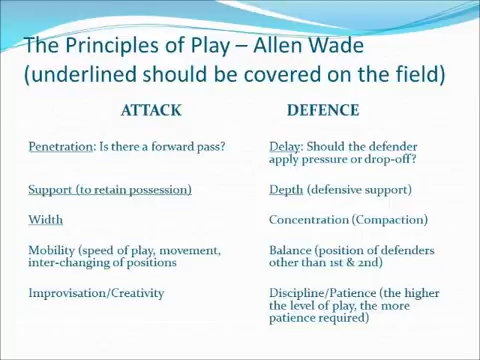 The Principles of Play – Allen Wade
(underlined should be covered on the field)
ATTACK
Penetration: Is there a forward pass?
Support (to retain possession)
Width
Mobility (speed of play, movement,
inter-changing of positions
Improvisation/Creativity
DEFENCE
Delay: Should the defender
apply pressure or drop-off?
Depth (defensive support)
Concentration (Compaction)
Balance (position of defenders
other than 1st & 2nd)
Discipline/Patience (the higher
the level of play, the more
patience required)